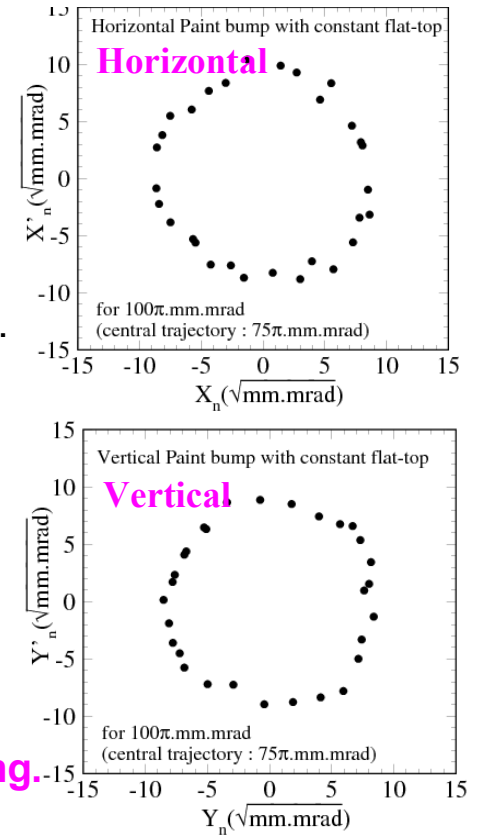 15
Horizontal Paint bump with constant flat-top
Horizontal
10
5
0
-5
-10
-15
X'n(√mm.mrad)
for 100π.mm.mrad
(central trajectory : 75π.mm.mrad)
.
-15 -10 -5 0 5 10 15
Xn(√mm.mrad)
15
Vertical Paint bump with constant flat-top
Vertical
10
5
0
-5
-10
-15
Y'n(√mm.mrad)
for 100π.mm.mrad
(central trajectory : 75π.mm.mrad)
ng.
-15 -10 -5 0 5 10 15
Yn(√mm.mrad)